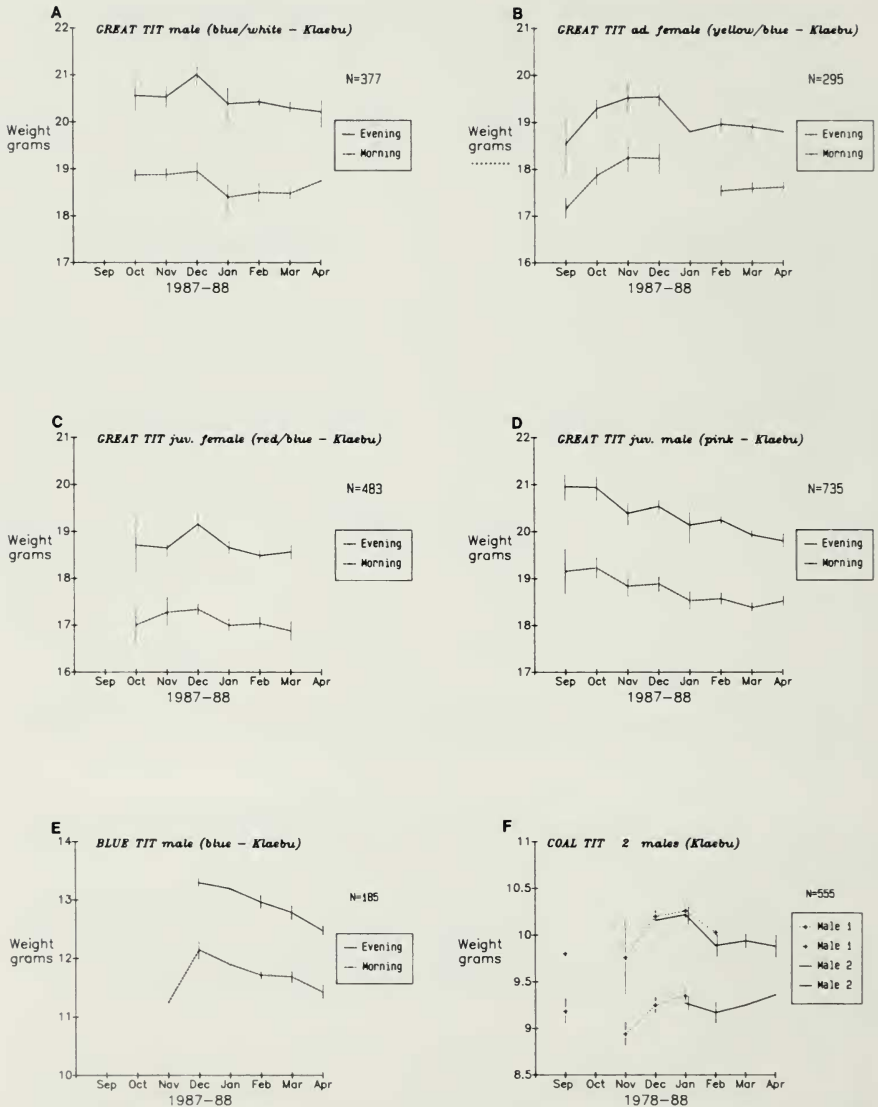 A
GREAT TIT male (blue/white - Klaebu)
22
21
20
19
18
17
Weight
grams
N=377
Evening
Morning
Sep Oct Nav Dec Jan Feb Mar Apr
1987-88
B
GREAT TIT ad. female (yellow/blue - Klaebu)
21
20
19
18
17
16
Weight
grams
N=295
Evening
Morning
Sep Oct Nav Dec Jan Feb Mar Apr
1987-88
C
GREAT TIT juv. female (red/blue - Klaebu)
21
20
19
18
17
16
Weight
grams
N=483
Evening
Morning
Sep Oct Nav Dec Jan Feb Mar Apr
1987-88
D
GREAT TIT juv. male (pink - Klaebu)
22
21
20
19
18
17
Weight
grams
N=735
Evening
Morning
Sep Oct Nav Dec Jan Feb Mar Apr
1987-88
E
BLUE TIT male (blue - Klaebu)
14
13
12
11
10
Weight
grams
N=185
Evening
Morning
Sep Oct Nav Dec Jan Feb Mar Apr
1987-88
F
COAL TIT 2 males (Klaebu)
11
10.5
10
9.5
9
8.5
Weight
grams
N=555
Male 1
Male 1
Male 2
Male 2
Sep Oct Nov Dec Jan Feb Mar Apr
1978-88